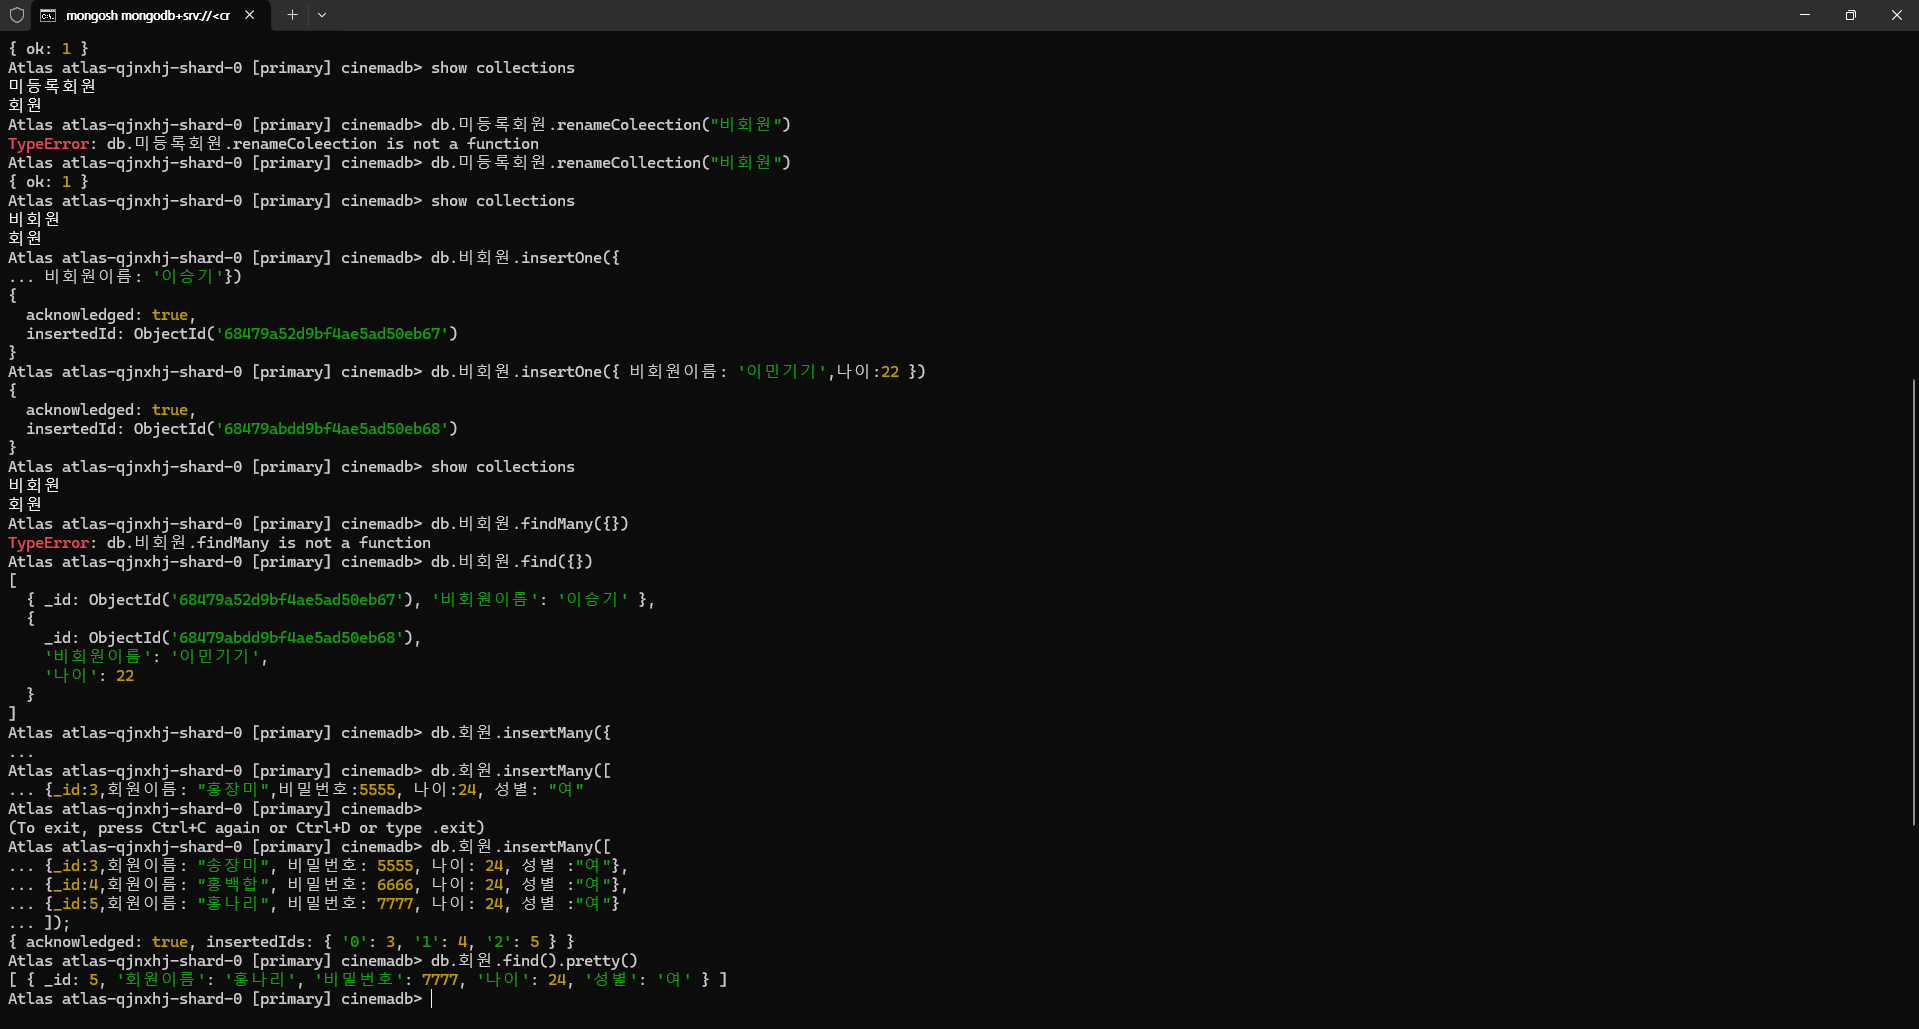 mongosh mongodb+srv://<cr
{ ok: 1 }
Atlas atlas-qjnxhj-shard-0 [primary] cinemadb> show collections
미등록회원
회원
Atlas atlas-qjnxhj-shard-0 [primary] cinemadb> db.미등록회원.renameColeection("비회원")
TypeError: db.미등록회원.renameColeection is not a function
Atlas atlas-qjnxhj-shard-0 [primary] cinemadb> db.미등록회원.renameCollection("비회원")
{ ok: 1 }
Atlas atlas-qjnxhj-shard-0 [primary] cinemadb> show collections
비회원
회원
Atlas atlas-qjnxhj-shard-0 [primary] cinemadb> db.비회원.insertOne({
... 비회원이름: '이승기'})
{
  acknowledged: true,
  insertedId: ObjectId('68479a52d9bf4ae5ad50eb67')
}
Atlas atlas-qjnxhj-shard-0 [primary] cinemadb> db.비회원.insertOne({ 비회원이름: '이민기기',나이:22 })
{
  acknowledged: true,
  insertedId: ObjectId('68479abdd9bf4ae5ad50eb68')
}
Atlas atlas-qjnxhj-shard-0 [primary] cinemadb> show collections
비회원
회원
Atlas atlas-qjnxhj-shard-0 [primary] cinemadb> db.비회원.findMany({})
TypeError: db.비회원.findMany is not a function
Atlas atlas-qjnxhj-shard-0 [primary] cinemadb> db.비회원.find({})
[
  { _id: ObjectId('68479a52d9bf4ae5ad50eb67'), '비회원이름': '이승기' },
  {
    _id: ObjectId('68479abdd9bf4ae5ad50eb68'),
    '비회원이름': '이민기기',
    '나이': 22
  }
]
Atlas atlas-qjnxhj-shard-0 [primary] cinemadb> db.회원.insertMany({
...
Atlas atlas-qjnxhj-shard-0 [primary] cinemadb> db.회원.insertMany([
... {_id:3,회원이름: "홍장미",비밀번호:5555, 나이:24, 성별: "여"
Atlas atlas-qjnxhj-shard-0 [primary] cinemadb>
(To exit, press Ctrl+C again or Ctrl+D or type .exit)
Atlas atlas-qjnxhj-shard-0 [primary] cinemadb> db.회원.insertMany([
... {_id:3,회원이름: "송장미", 비밀번호: 5555, 나이: 24, 성별 :"여"},
... {_id:4,회원이름: "홍백합", 비밀번호: 6666, 나이: 24, 성별 :"여"},
... {_id:5,회원이름: "홍나리", 비밀번호: 7777, 나이: 24, 성별 :"여"}
... ]);
{ acknowledged: true, insertedIds: { '0': 3, '1': 4, '2': 5 } }
Atlas atlas-qjnxhj-shard-0 [primary] cinemadb> db.회원.find().pretty()
[ { _id: 5, '회원이름': '홍나리', '비밀번호': 7777, '나이': 24, '성별': '여' } ]
Atlas atlas-qjnxhj-shard-0 [primary] cinemadb>